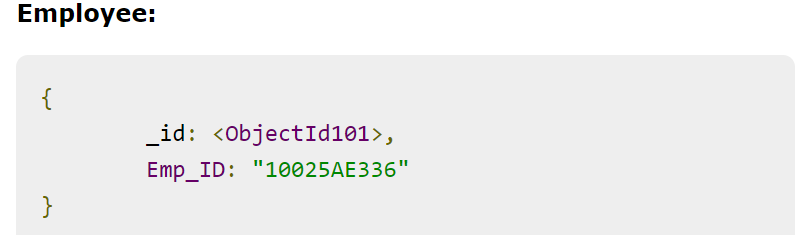 Employee:
{
_id: <ObjectId101>,
Emp_ID: "10025AE336"
}